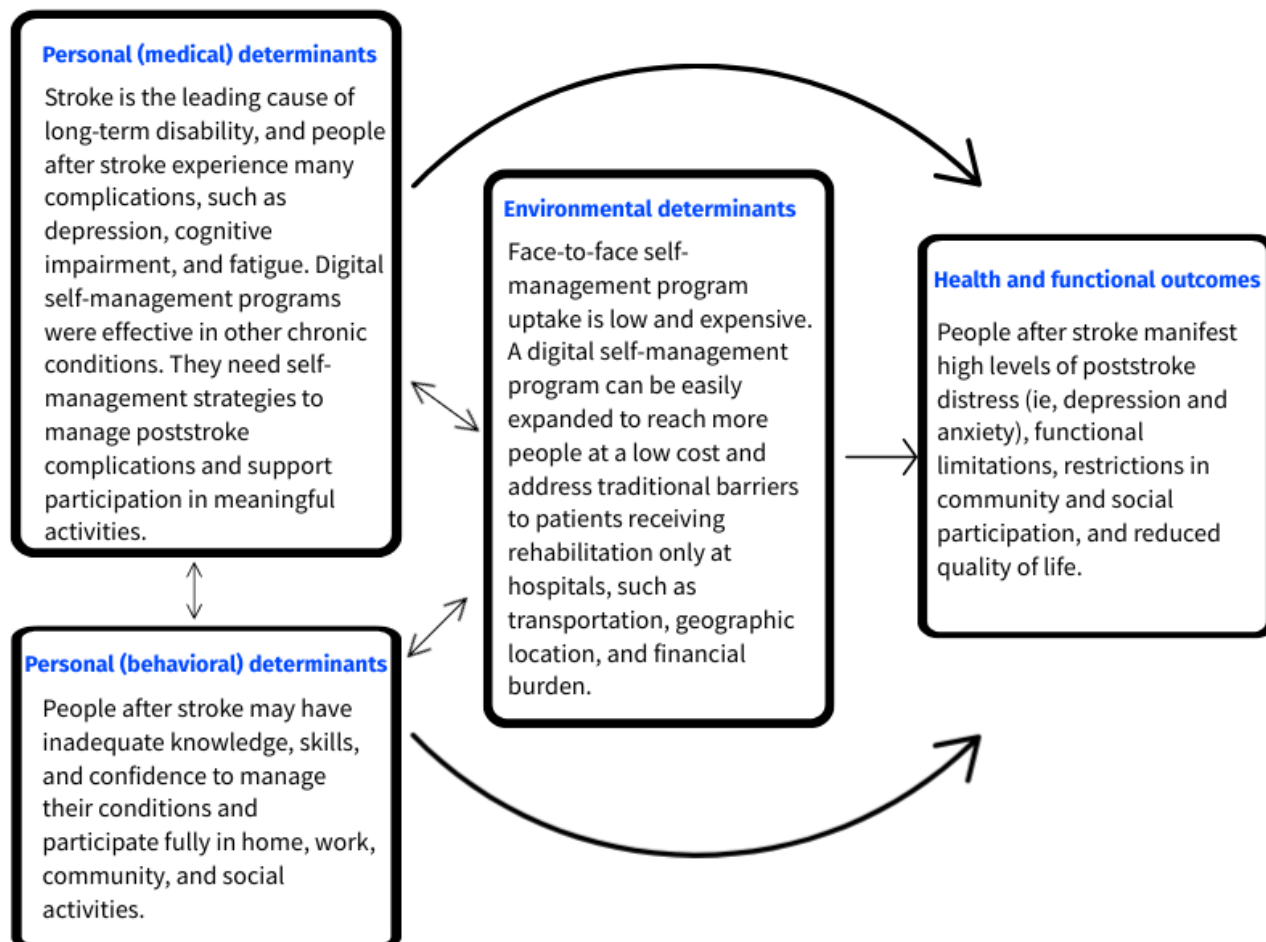 Personal (medical) determinants
Stroke is the leading cause of
long-term disability, and people
after stroke experience many
complications, such as
depression, cognitive
impairment, and fatigue. Digital
self-management programs
were effective in other chronic
conditions. They need self-
management strategies to
manage poststroke
complications and support
participation in meaningful
activities.
Personal (behavioral) determinants
People after stroke may have
inadequate knowledge, skills,
and confidence to manage
their conditions and
participate fully in home, work,
community, and social
activities.
Environmental determinants
Face-to-face self-
management program
uptake is low and expensive.
A digital self-management
program can be easily
expanded to reach more
people at a low cost and
address traditional barriers
to patients receiving
rehabilitation only at
hospitals, such as
transportation, geographic
location, and financial
burden.
Health and functional outcomes
People after stroke manifest
high levels of poststroke
distress (ie, depression and
anxiety), functional
limitations, restrictions in
community and social
participation, and reduced
quality of life.